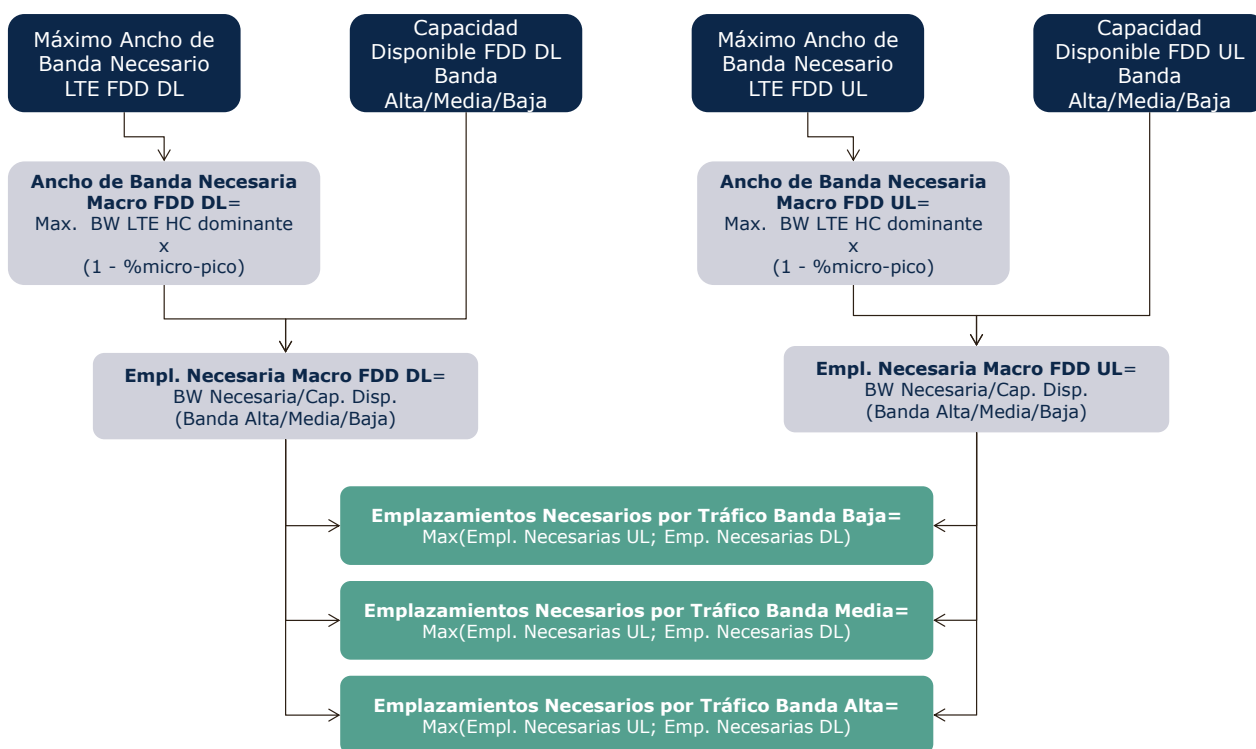 Máximo Ancho de
Banda Necesario
LTE FDD DL
Capacidad
Disponible FDD DL
Banda
Alta/Media/Baja
Máximo Ancho de
Banda Necesario
LTE FDD UL
Capacidad
Disponible FDD UL
Banda
Alta/Media/Baja
Ancho de Banda Necesaria
Macro FDD DL=
Max. BW LTE HC dominante
x
(1 - %micro-pico)
Ancho de Banda Necesaria
Macro FDD UL=
Max. BW LTE HC dominante
x
(1 - %micro-pico)
Empl. Necesaria Macro FDD DL=
BW Necesaria/Cap. Disp.
(Banda Alta/Media/Baja)
Empl. Necesaria Macro FDD UL=
BW Necesaria/Cap. Disp.
(Banda Alta/Media/Baja)
Emplazamientos Necesarios por Tráfico Banda Baja=
Max(Empl. Necesarias UL; Emp. Necesarias DL)
Emplazamientos Necesarios por Tráfico Banda Media=
Max(Empl. Necesarias UL; Emp. Necesarias DL)
Emplazamientos Necesarios por Tráfico Banda Alta=
Max(Empl. Necesarias UL; Emp. Necesarias DL)